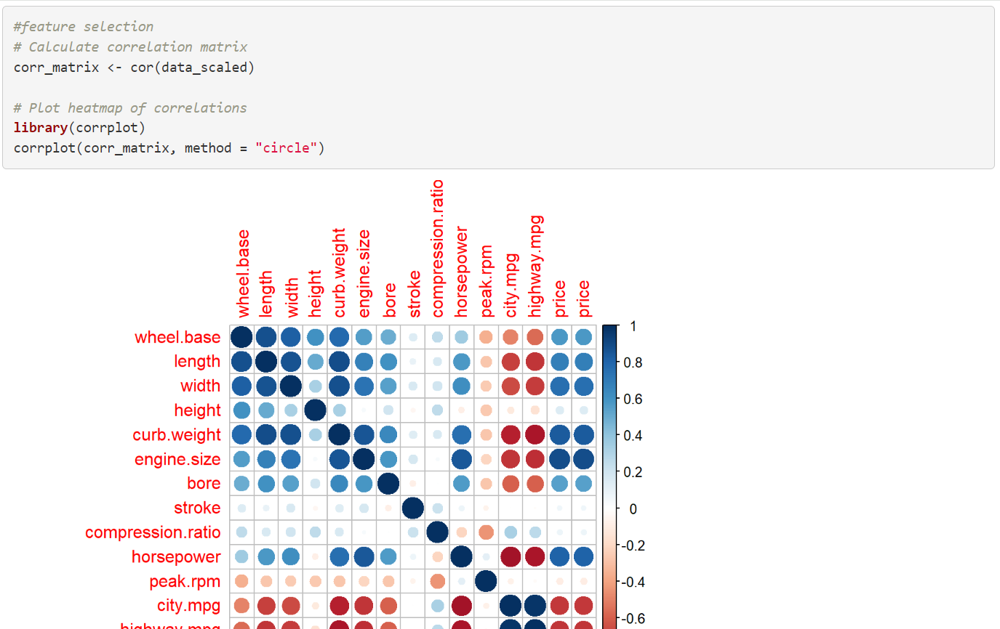 #feature selection
# Calculate correlation matrix
corr_matrix <- cor(data_scaled)
# Plot heatmap of correlations
library(corrplot)
corrplot(corr_matrix, method = "circle")
wheel.base
length
width
height
curb.weight
engine.size
bore
stroke
compression.ratio
horsepower
peak.rpm
city.mpg
highway.mpg
price
price
wheel.base
length
width
height
curb.weight
engine.size
bore
stroke
compression.ratio
horsepower
peak.rpm
city.mpg
highway.mpg
1
0.8
0.6
0.4
0.2
0
-0.2
-0.4
-0.6